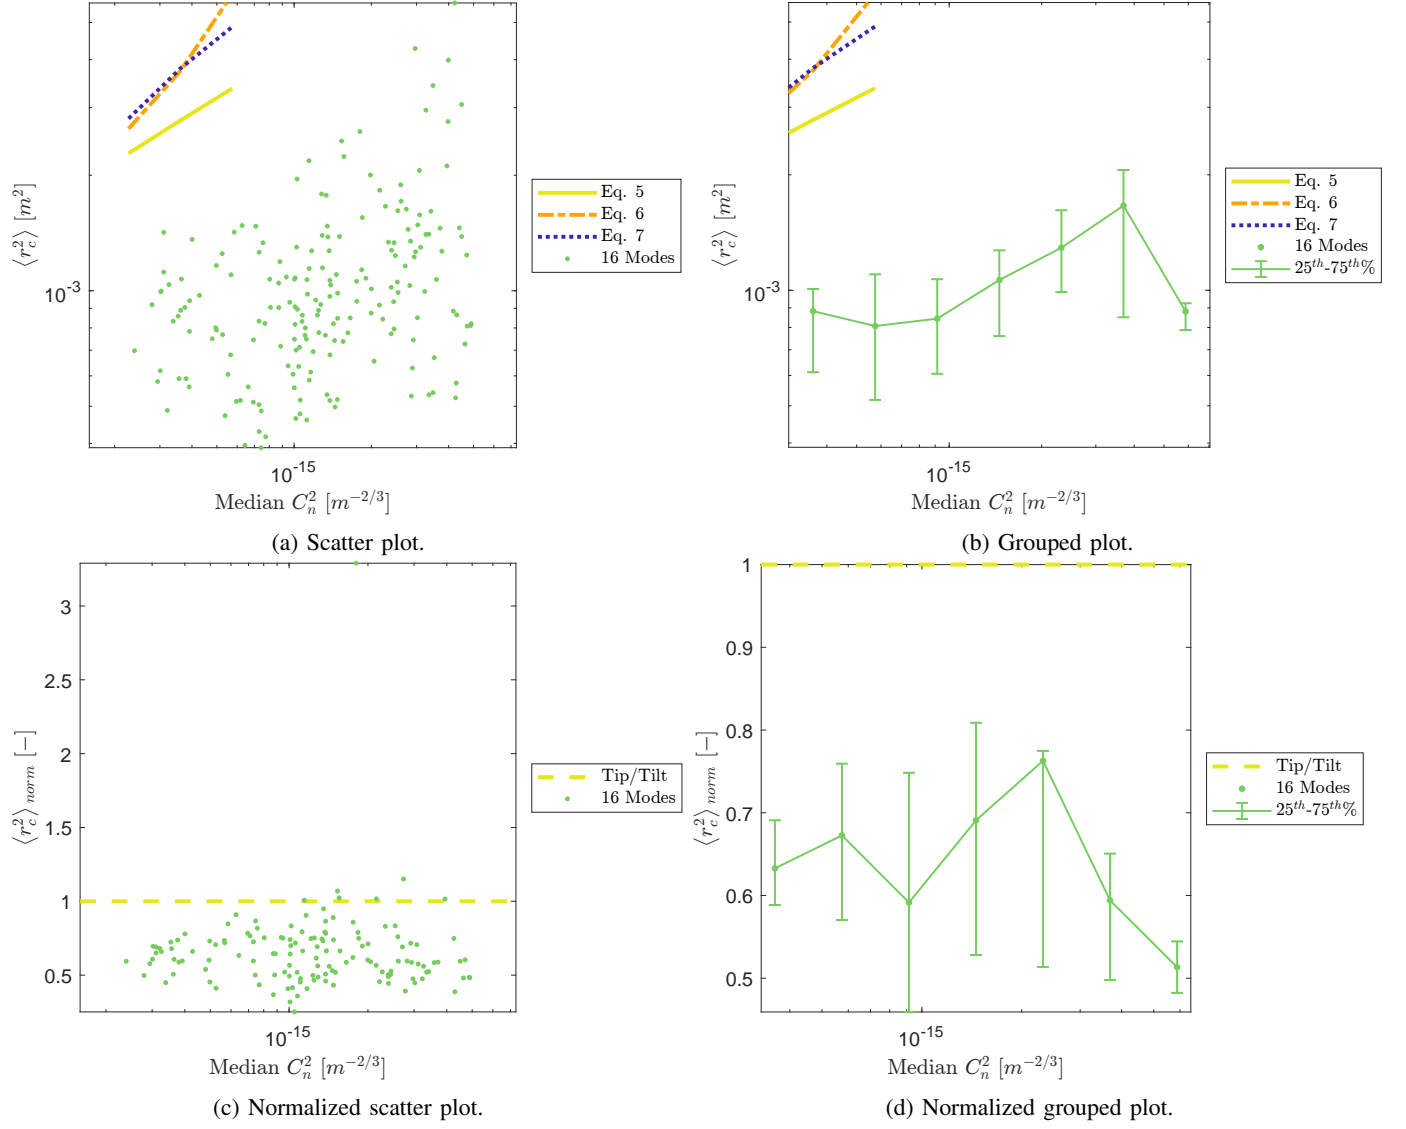 ⟨r_c^2⟩ [m^2]
10^-3
10^-15
Median C_n^2 [m^{-2/3}]
Eq. 5
Eq. 6
Eq. 7
16 Modes
(a) Scatter plot.
⟨r_c^2⟩ [m^2]
10^-3
10^-15
Median C_n^2 [m^{-2/3}]
Eq. 5
Eq. 6
Eq. 7
16 Modes
25^th-75^th%
(b) Grouped plot.
⟨r_c^2⟩_norm [−]
3
2.5
2
1.5
1
0.5
10^-15
Median C_n^2 [m^{-2/3}]
Tip/Tilt
16 Modes
(c) Normalized scatter plot.
⟨r_c^2⟩_norm [−]
1
0.9
0.8
0.7
0.6
0.5
10^-15
Median C_n^2 [m^{-2/3}]
Tip/Tilt
16 Modes
25^th-75^th%
(d) Normalized grouped plot.